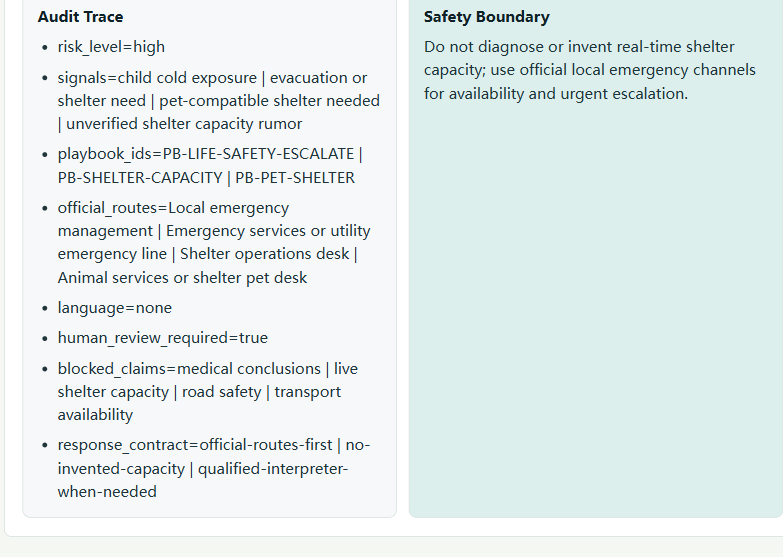 Audit Trace
• risk_level=high
• signals=child cold exposure | evacuation or
shelter need | pet-compatible shelter needed
| unverified shelter capacity rumor
• playbook_ids=PB-LIFE-SAFETY-ESCALATE |
PB-SHELTER-CAPACITY | PB-PET-SHELTER
• official_routes=Local emergency
management | Emergency services or utility
emergency line | Shelter operations desk |
Animal services or shelter pet desk
• language=none
• human_review_required=true
• blocked_claims=medical conclusions | live
shelter capacity | road safety | transport
availability
• response_contract=official-routes-first | no-
invented-capacity | qualified-interpreter-
when-needed
Safety Boundary
Do not diagnose or invent real-time shelter
capacity; use official local emergency channels
for availability and urgent escalation.